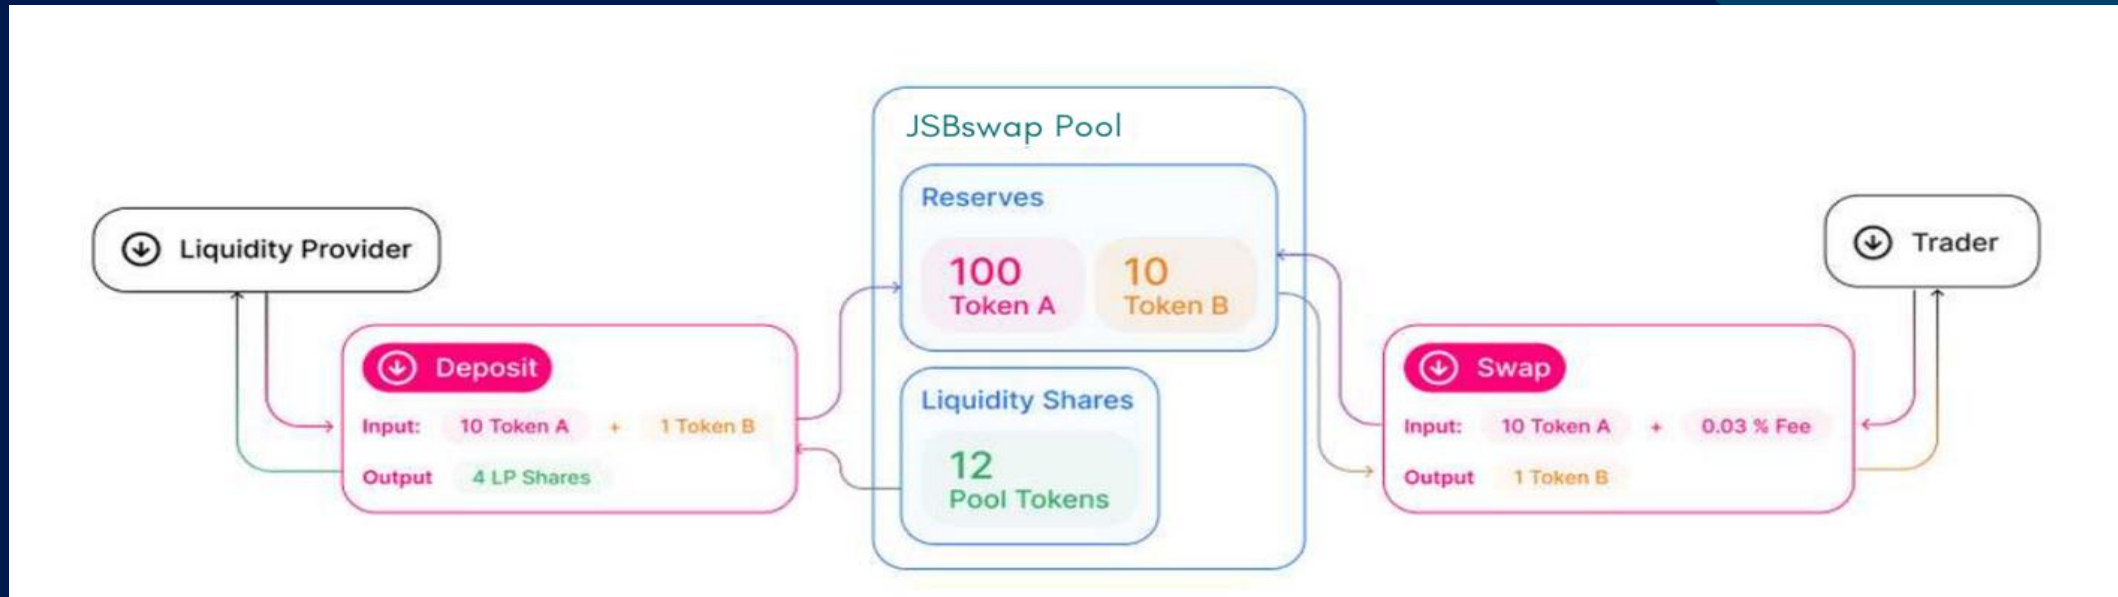 JSBswap Pool
Reserves
100
Token A
10
Token B
Liquidity Shares
12
Pool Tokens
Liquidity Provider
Deposit
Input: 10 Token A + 1 Token B
Output 4 LP Shares
Trader
Swap
Input: 10 Token A + 0.03 % Fee
Output 1 Token B